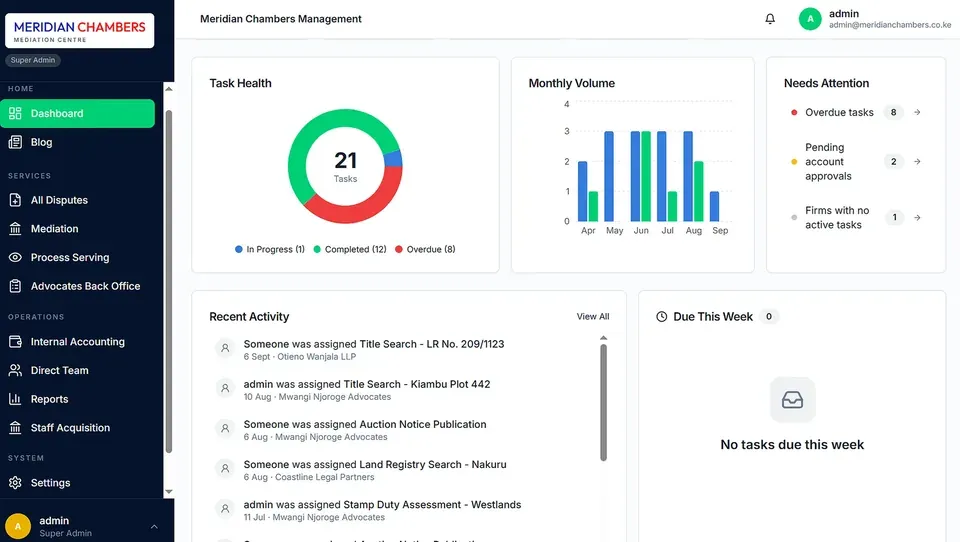 MERIDIAN CHAMBERS
MEDIATION CENTRE
Super Admin
HOME
Dashboard
Blog
SERVICES
All Disputes
Mediation
Process Serving
Advocates Back Office
OPERATIONS
Internal Accounting
Direct Team
Reports
Staff Acquisition
SYSTEM
Settings
A
admin
Super Admin
Meridian Chambers Management
A
admin
admin@meridianchambers.co.ke
Task Health
21
Tasks
In Progress (1)
Completed (12)
Overdue (8)
Monthly Volume
4
3
2
1
0
Apr
May
Jun
Jul
Aug
Sep
Needs Attention
Overdue tasks
8
Pending
account
approvals
2
Firms with no
active tasks
1
Recent Activity
View All
Someone was assigned Title Search - LR No. 209/1123
6 Sept · Otieno Wanjala LLP
admin was assigned Title Search - Kiambu Plot 442
10 Aug · Mwangi Njoroge Advocates
Someone was assigned Auction Notice Publication
6 Aug · Mwangi Njoroge Advocates
Someone was assigned Land Registry Search - Nakuru
6 Aug · Coastline Legal Partners
admin was assigned Stamp Duty Assessment - Westlands
11 Jul · Mwangi Njoroge Advocates
Due This Week
0
No tasks due this week